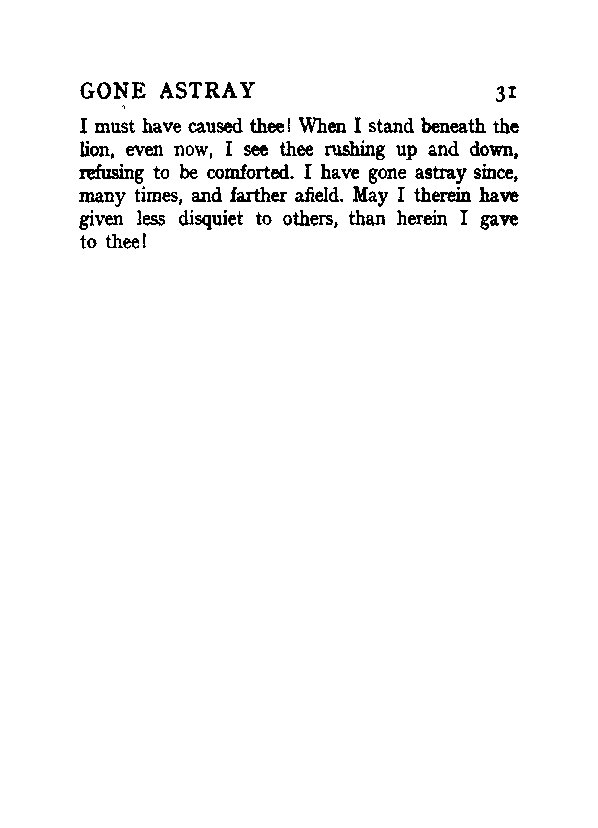 GONE ASTRAY 31
I must have caused thee! When I stand beneath the
lion, even now, I see thee rushing up and down,
refusing to be comforted. I have gone astray since,
many times, and farther afield. May I therein have
given less disquiet to others, than herein I gave
to thee!